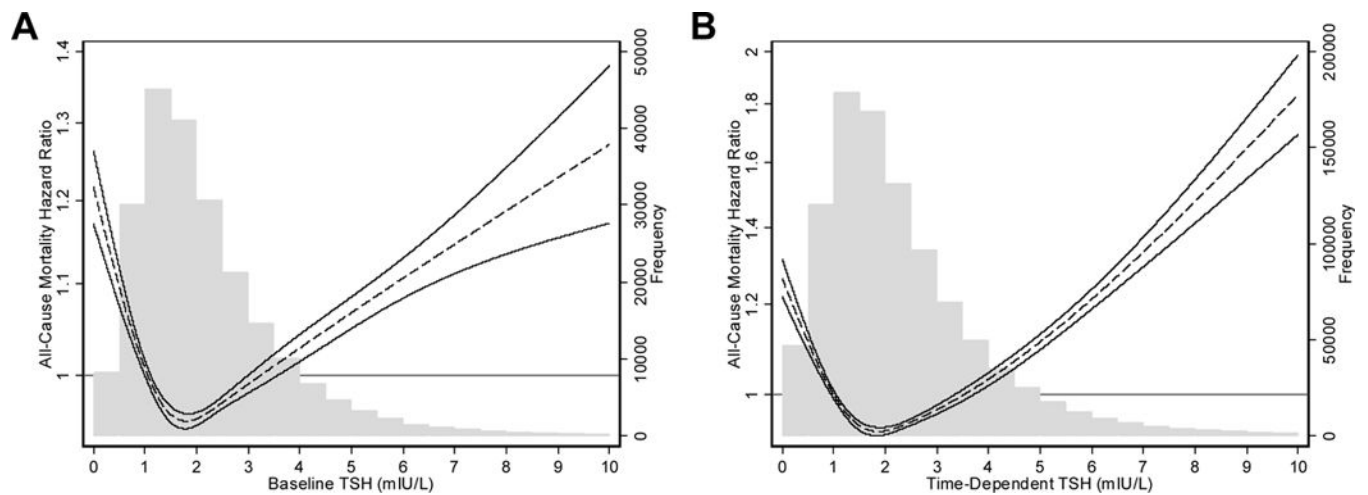 A
All-Cause Mortality Hazard Ratio
1.4
1.3
1.2
1.1
1
50000
40000
30000
20000
10000
0
Frequency
0 1 2 3 4 5 6 7 8 9 10
Baseline TSH (mIU/L)
B
All-Cause Mortality Hazard Ratio
2
1.8
1.6
1.4
1.2
1
200000
150000
100000
50000
0
Frequency
0 1 2 3 4 5 6 7 8 9 10
Time-Dependent TSH (mIU/L)